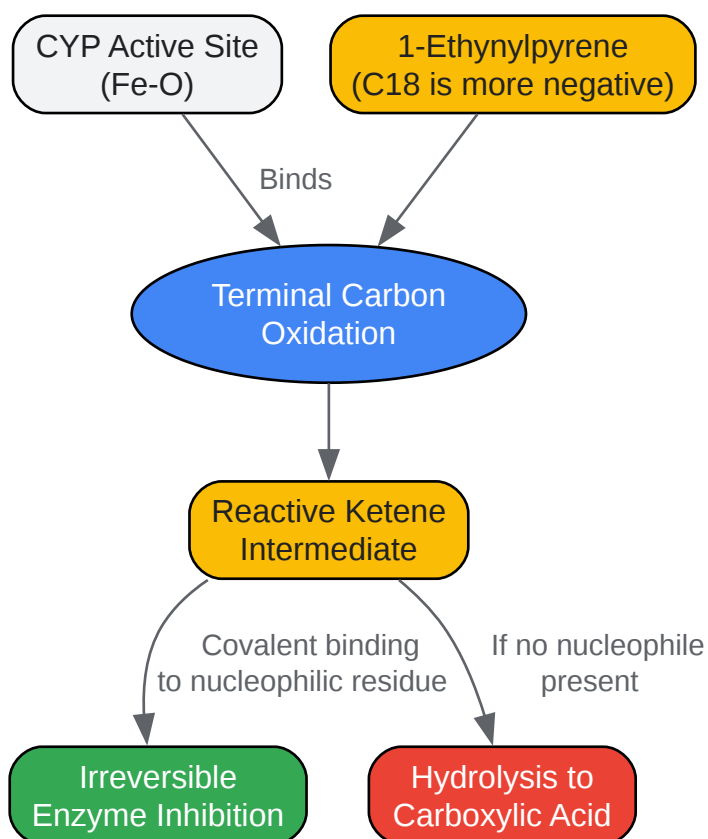 CYP Active Site
(Fe-O)
1-Ethynylpyrene
(C18 is more negative)
Binds
Terminal Carbon
Oxidation
Reactive Ketene
Intermediate
Covalent binding
to nucleophilic residue
If no nucleophile
present
Irreversible
Enzyme Inhibition
Hydrolysis to
Carboxylic Acid